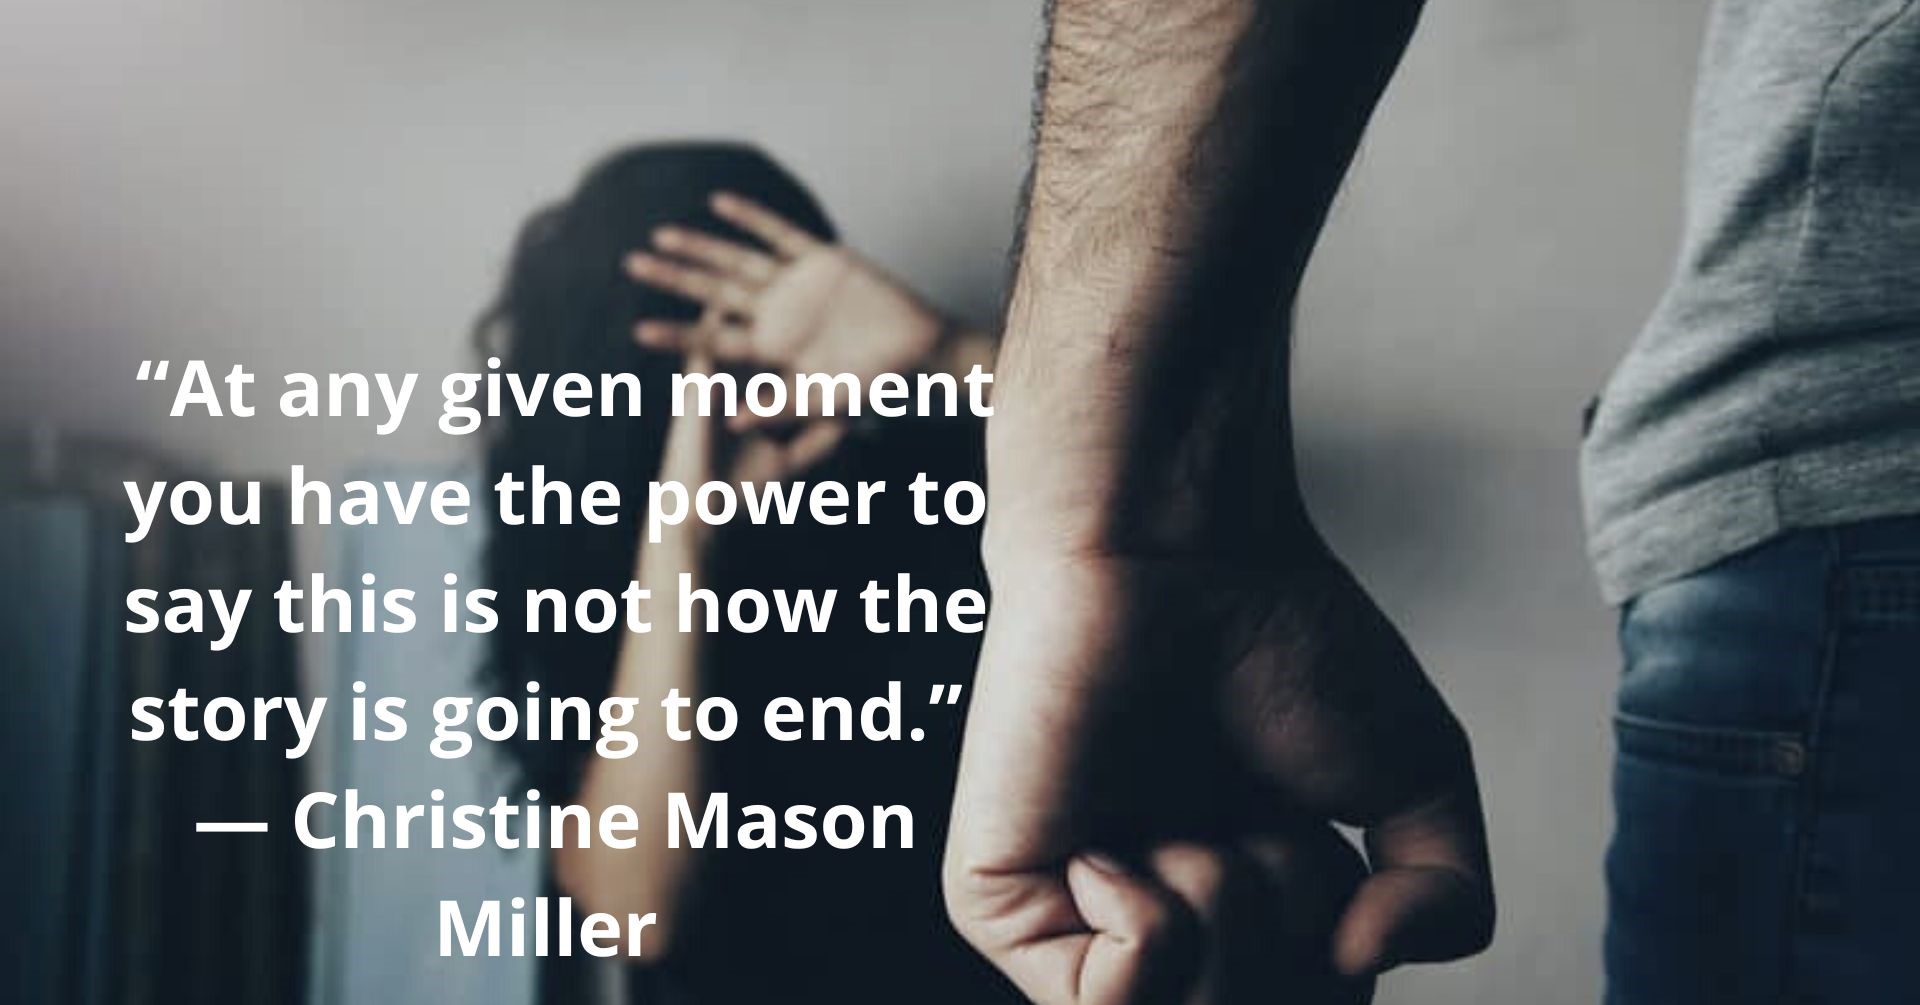 “At any given moment
you have the power to
say this is not how the
story is going to end.”
— Christine Mason
Miller